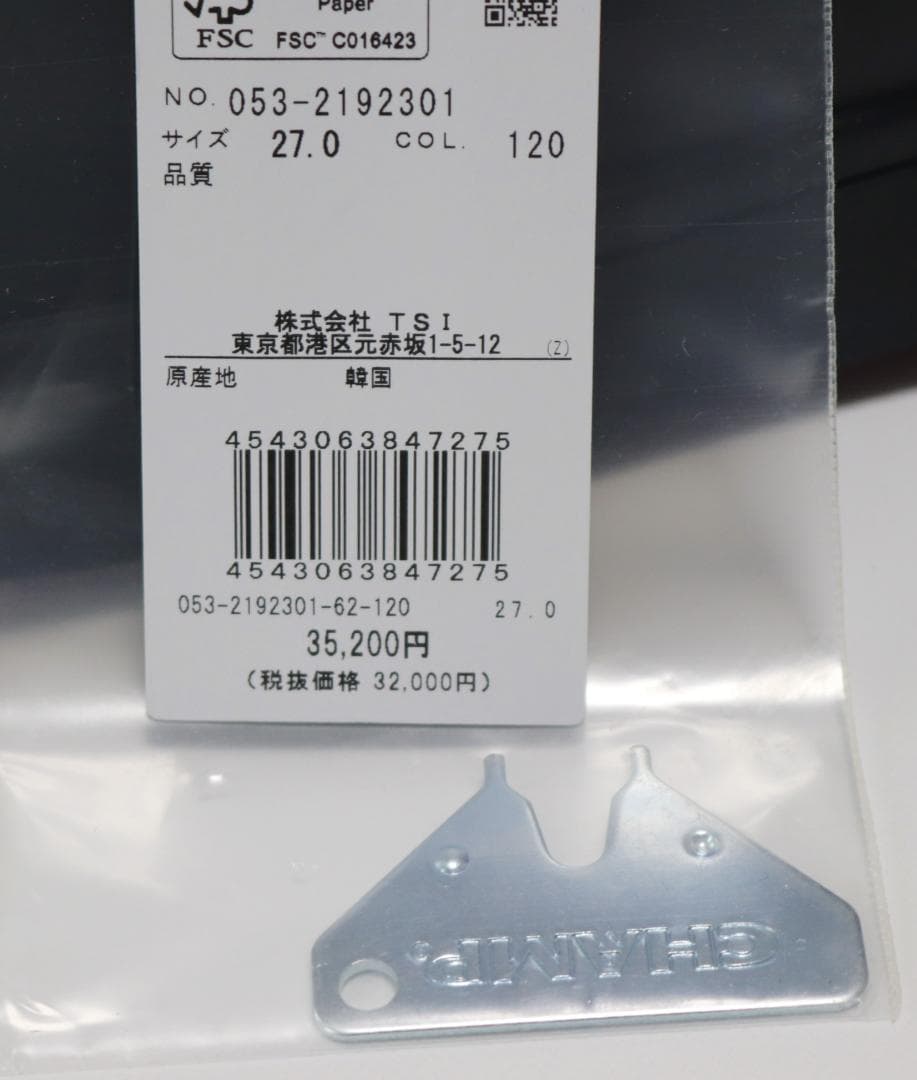 Paper
FSC FSC™ C016423
NO. 053-2192301
サイズ 27.0 COL. 120
品質
株式会社 TSI
東京都港区元赤坂1-5-12 (Z)
原産地 韓国
4543063847275
4543063847275
053-2192301-62-120 27.0
35,200円
(税抜価格 32,000円)
CHAMP